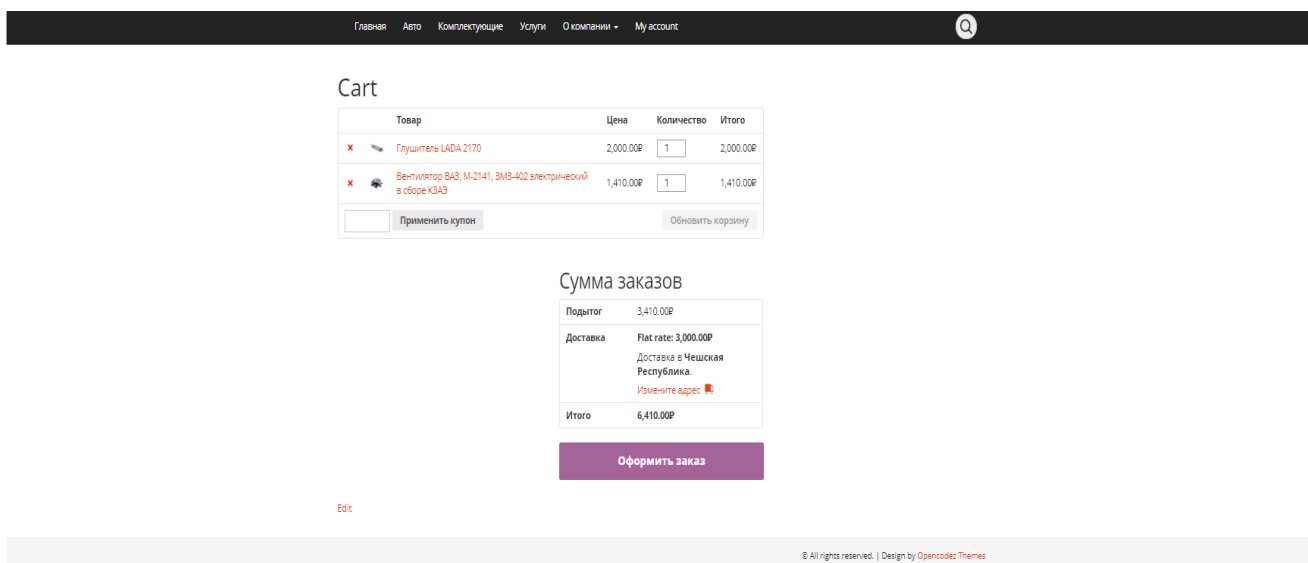 Главная Авто Комплектующие Услуги О компании My account
Cart
Товар Цена Количество Итого
x Глушитель LADA 2170 2,000.00₽ 1 2,000.00₽
x Вентилятор ВАЗ, М-2141, ЗМЗ-402 электрический 1,410.00₽ 1 1,410.00₽
в сборе КЗАЭ
Применить купон Обновить корзину
Сумма заказов
Подытог 3,410.00₽
Доставка Flat rate: 3,000.00₽
Доставка в Чешская
Республика.
Измените адрес
Итого 6,410.00₽
Оформить заказ
Edit
© All rights reserved. | Design by Opencodez Themes